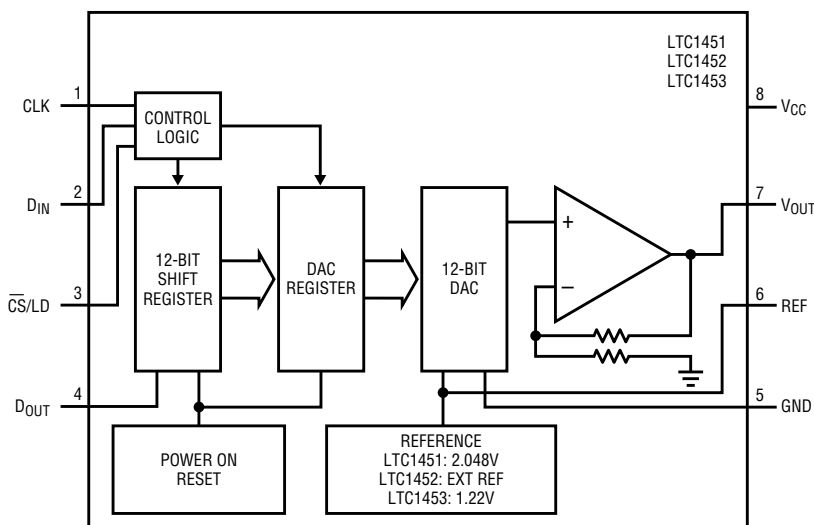 LTC1451
LTC1452
LTC1453
1
CLK
CONTROL
LOGIC
8
VCC
2
DIN
7
VOUT
12-BIT
SHIFT
REGISTER
DAC
REGISTER
12-BIT
DAC
+
–
3
C̅S̅/LD
6
REF
4
DOUT
5
GND
POWER ON
RESET
REFERENCE
LTC1451: 2.048V
LTC1452: EXT REF
LTC1453: 1.22V